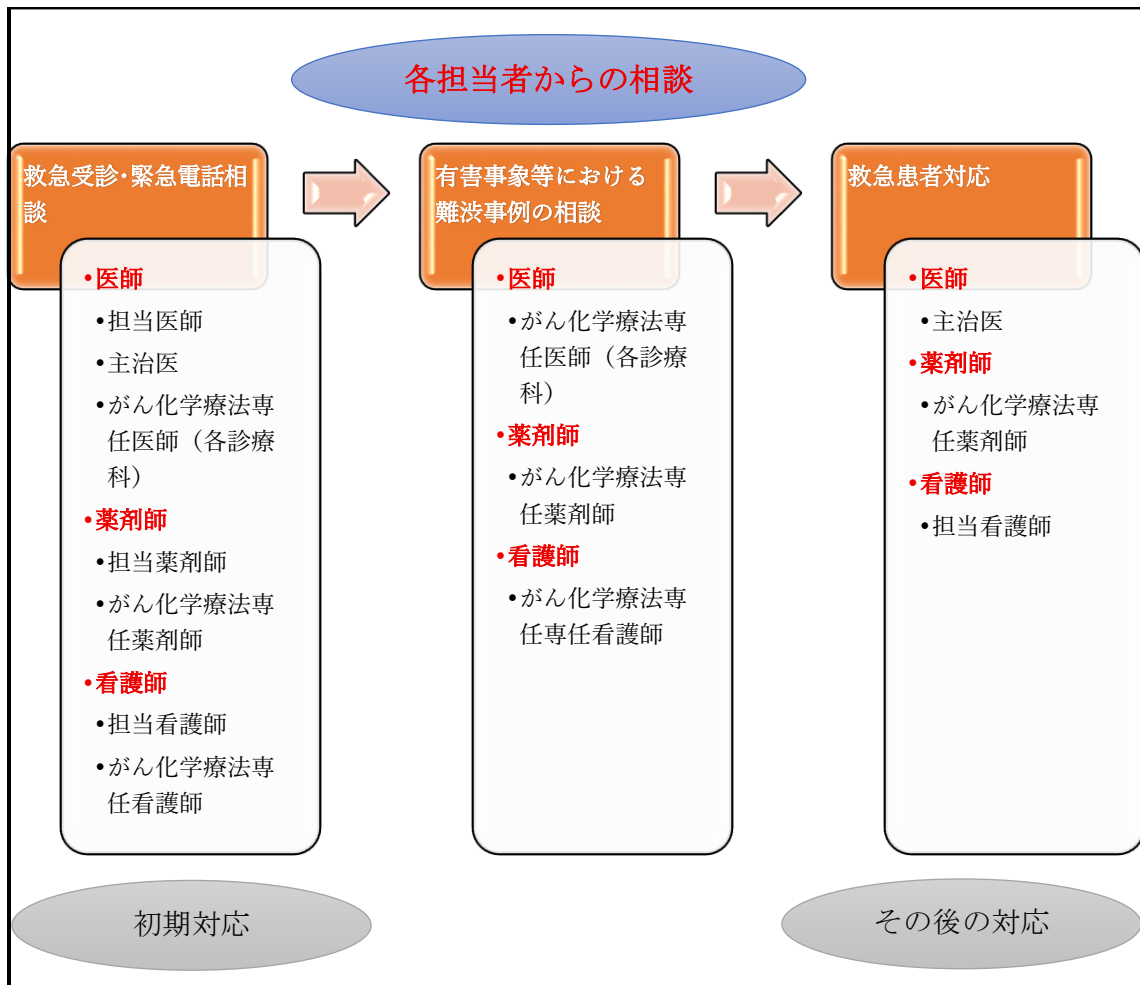 各担当者からの相談
救急受診・緊急電話相
談
•医師
•担当医師
•主治医
•がん化学療法専
任医師（各診療
科）
•薬剤師
•担当薬剤師
•がん化学療法専
任薬剤師
•看護師
•担当看護師
•がん化学療法専
任看護師
初期対応
有害事象等における
難渋事例の相談
•医師
•がん化学療法専
任医師（各診療
科）
•薬剤師
•がん化学療法専
任薬剤師
•看護師
•がん化学療法専
任専任看護師
救急患者対応
•医師
•主治医
•薬剤師
•がん化学療法専
任薬剤師
•看護師
•担当看護師
その後の対応